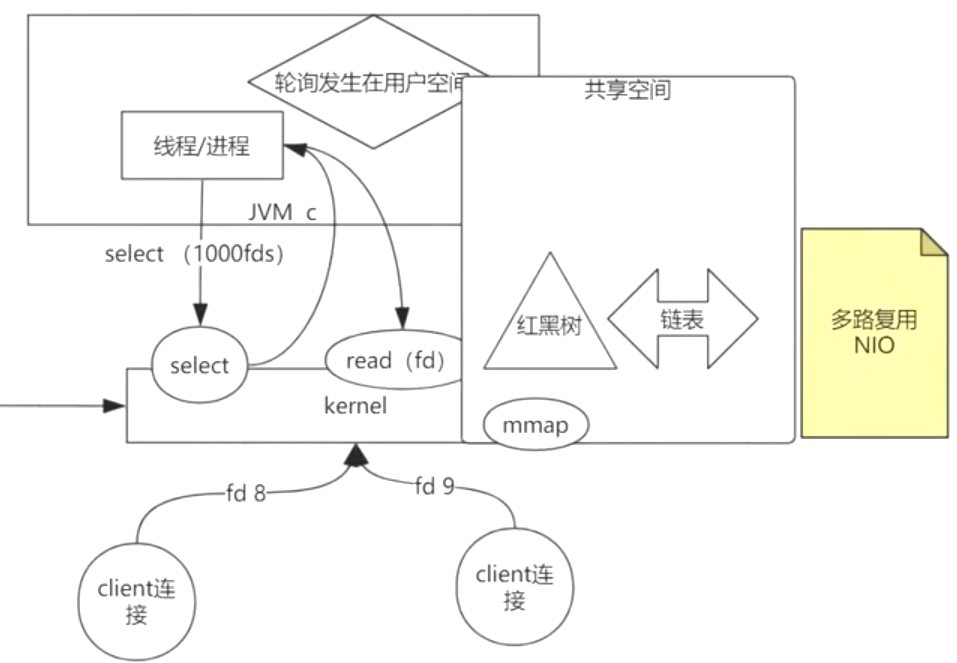 轮询发生在用户空间
共享空间
线程/进程
JVM c
select （1000fds）
红黑树
链表
多路复用
NIO
select
read（fd）
kernel
mmap
fd 8
fd 9
client连
接
client连
接